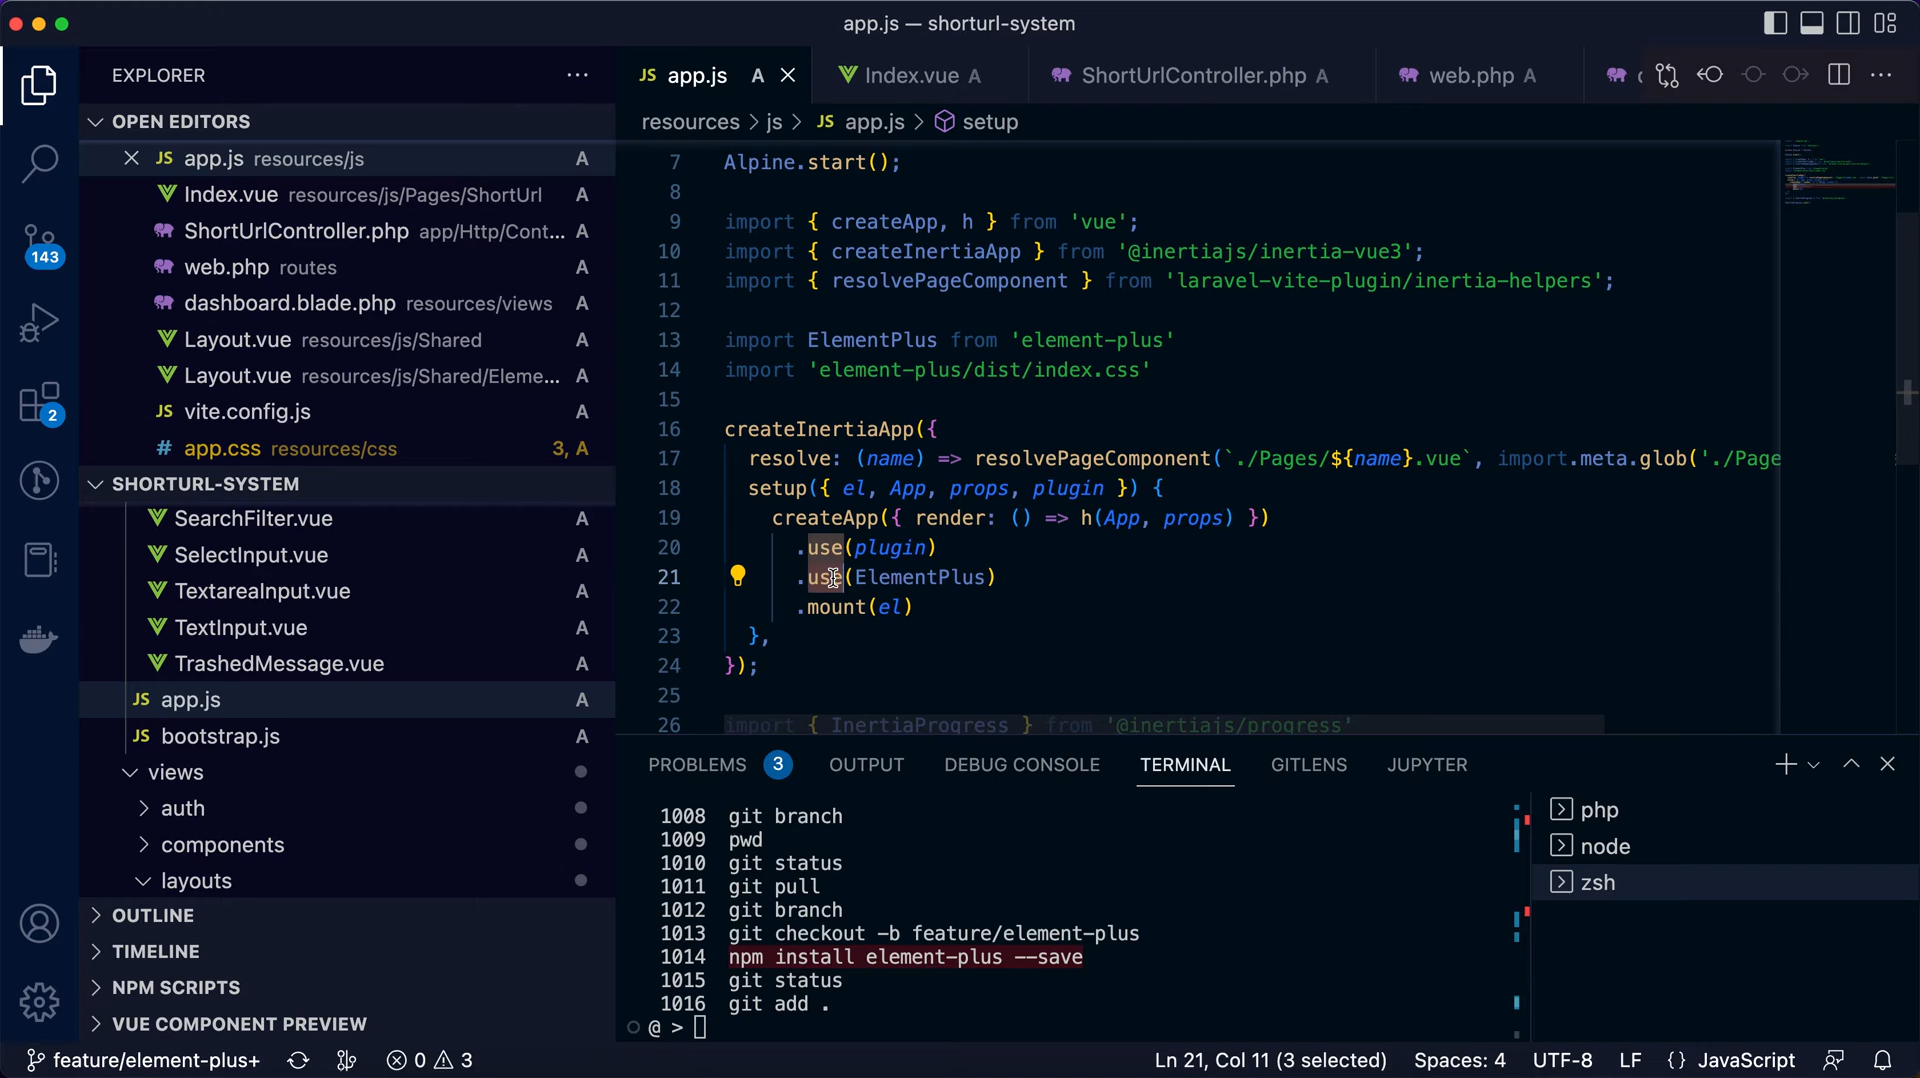 app.js — shorturl-system
EXPLORER
OPEN EDITORS
app.js resources/js A
Index.vue resources/js/Pages/ShortUrl A
ShortUrlController.php app/Http/Cont... A
web.php routes A
dashboard.blade.php resources/views A
Layout.vue resources/js/Shared A
Layout.vue resources/js/Shared/Eleme... A
JS vite.config.js A
# app.css resources/css 3, A
SHORTURL-SYSTEM
SearchFilter.vue A
SelectInput.vue A
TextareaInput.vue A
TextInput.vue A
TrashedMessage.vue A
JS app.js A
JS bootstrap.js A
views
auth
components
layouts
OUTLINE
TIMELINE
NPM SCRIPTS
VUE COMPONENT PREVIEW
143
2
JS app.js A
Index.vue A
ShortUrlController.php A
web.php A
resources > js > JS app.js > setup
7 Alpine.start();
8
9 import { createApp, h } from 'vue';
10 import { createInertiaApp } from '@inertiajs/inertia-vue3';
11 import { resolvePageComponent } from 'laravel-vite-plugin/inertia-helpers';
12
13 import ElementPlus from 'element-plus'
14 import 'element-plus/dist/index.css'
15
16 createInertiaApp({
17 resolve: (name) => resolvePageComponent(`./Pages/${name}.vue`, import.meta.glob('./Page
18 setup({ el, App, props, plugin }) {
19 createApp({ render: () => h(App, props) })
20 .use(plugin)
21 .use(ElementPlus)
22 .mount(el)
23 },
24 });
25
26 import { InertiaProgress } from '@inertiajs/progress'
PROBLEMS 3 OUTPUT DEBUG CONSOLE TERMINAL GITLENS JUPYTER
1008 git branch
1009 pwd
1010 git status
1011 git pull
1012 git branch
1013 git checkout -b feature/element-plus
1014 npm install element-plus --save
1015 git status
1016 git add .
@ >
php
node
zsh
feature/element-plus+ 0 3 Ln 21, Col 11 (3 selected) Spaces: 4 UTF-8 LF {} JavaScript